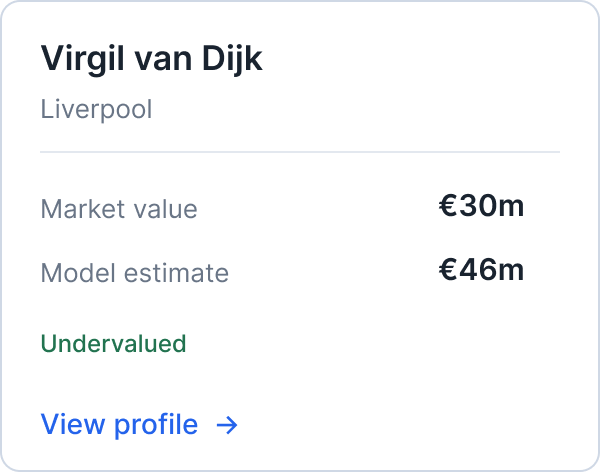 Virgil van Dijk
Liverpool
Market value €30m
Model estimate €46m
Undervalued
View profile →